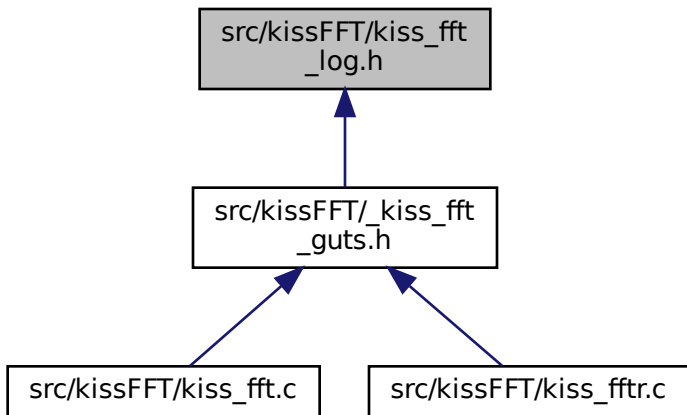 src/kissFFT/kiss_fft
_log.h
src/kissFFT/_kiss_fft
_guts.h
src/kissFFT/kiss_fft.c
src/kissFFT/kiss_fftr.c